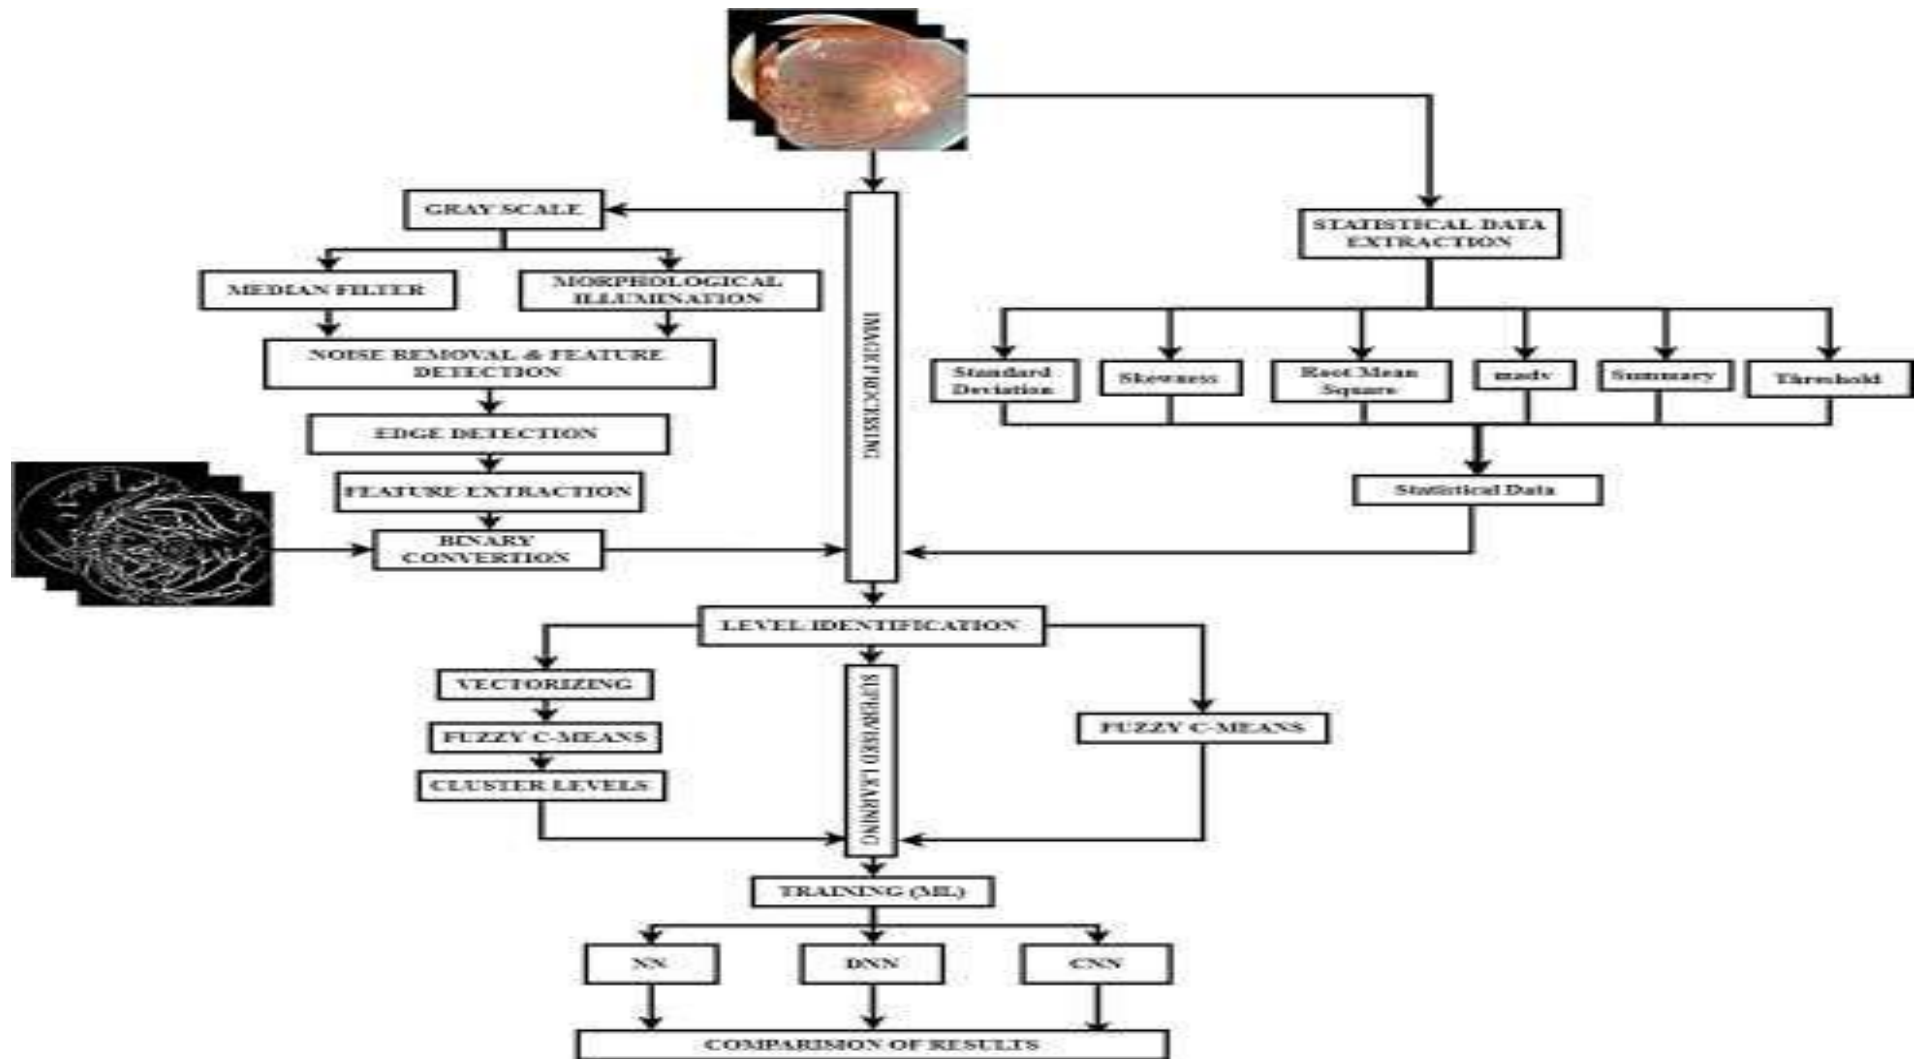 GRAY SCALE
MEDIAN FILTER
MORPHOLOGICAL
ILLUMINATION
NOISE REMOVAL & FEATURE
DETECTION
EDGE DETECTION
FEATURE EXTRACTION
BINARY
CONVERTION
IMAGE PROCESSING
STATISTICAL DATA
EXTRACTION
Standard
Deviation
Skewness
Root Mean
Square
madv
Summary
Threshold
Statistical Data
LEVEL IDENTIFICATION
VECTORIZING
FUZZY C-MEANS
CLUSTER LEVELS
SUPERVISED LEARNING
FUZZY C-MEANS
TRAINING (ML)
NN
DNN
CNN
COMPARISION OF RESULTS